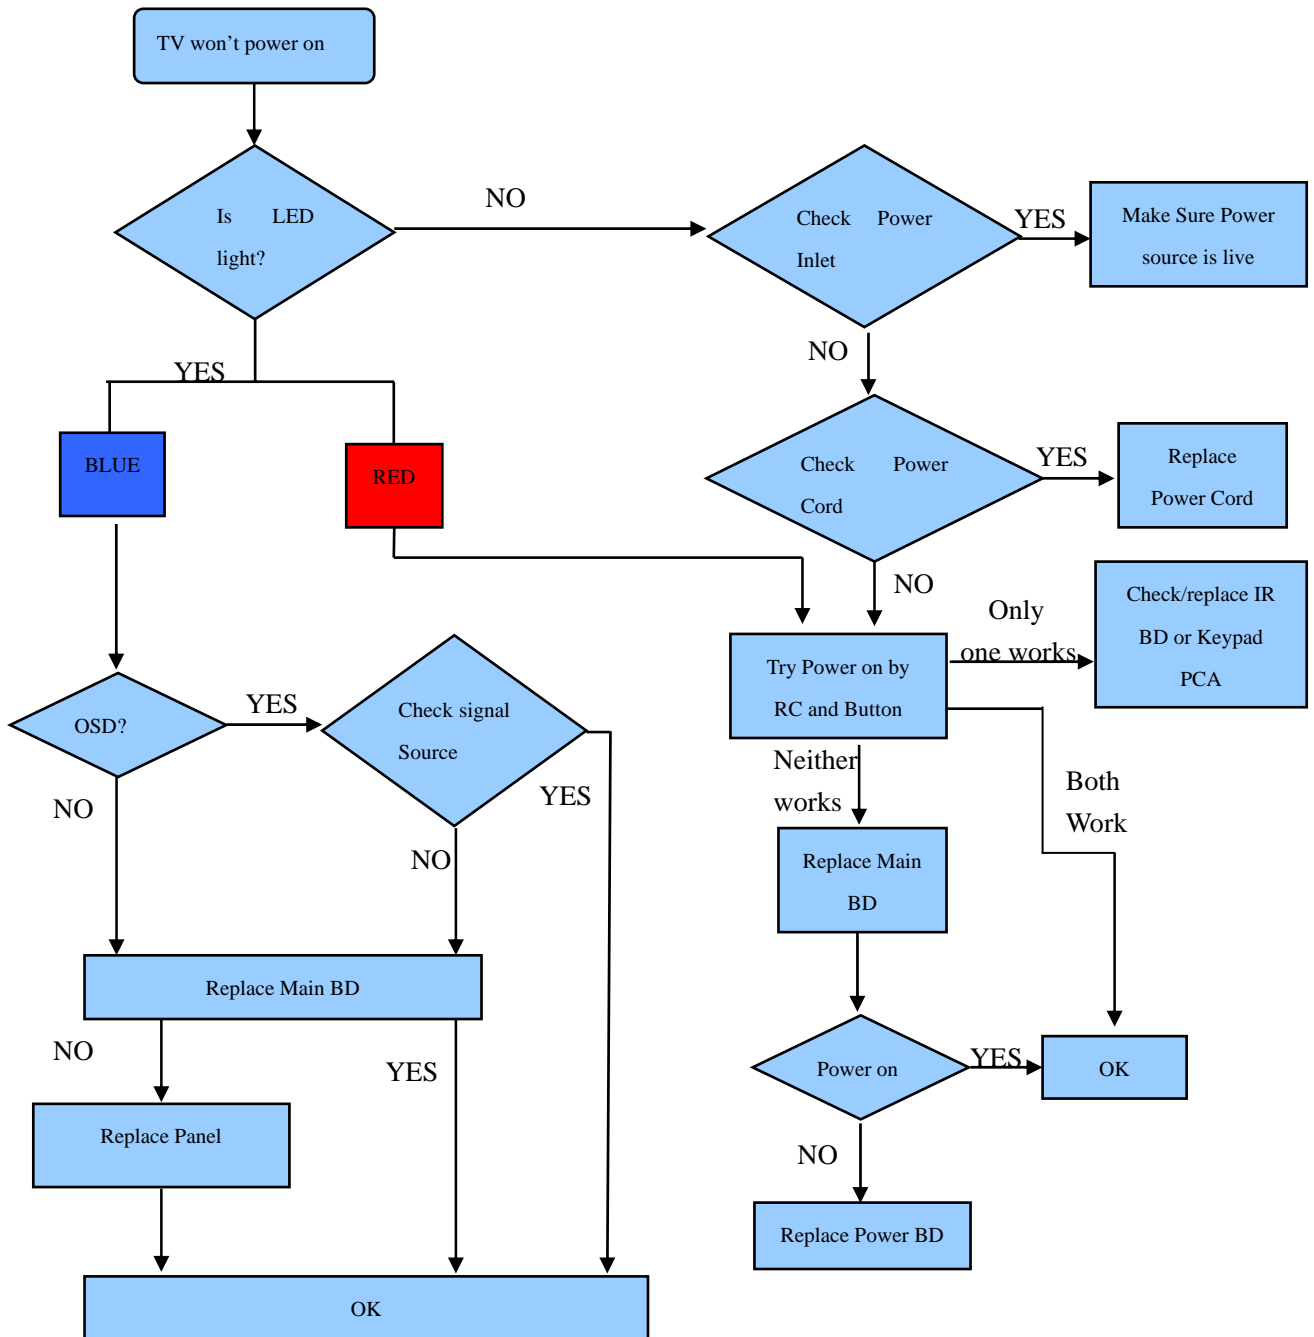 TV won’t power on
Is LED
light?
NO
Check Power
Inlet
YES
Make Sure Power
source is live
NO
YES
BLUE
RED
Check Power
Cord
YES
Replace
Power Cord
NO
Only
one works
Check/replace IR
BD or Keypad
PCA
Try Power on by
RC and Button
OSD?
YES
Check signal
Source
YES
NO
NO
Neither
works
Both
Work
Replace Main
BD
Replace Main BD
NO
YES
Power on
YES
OK
Replace Panel
NO
Replace Power BD
OK